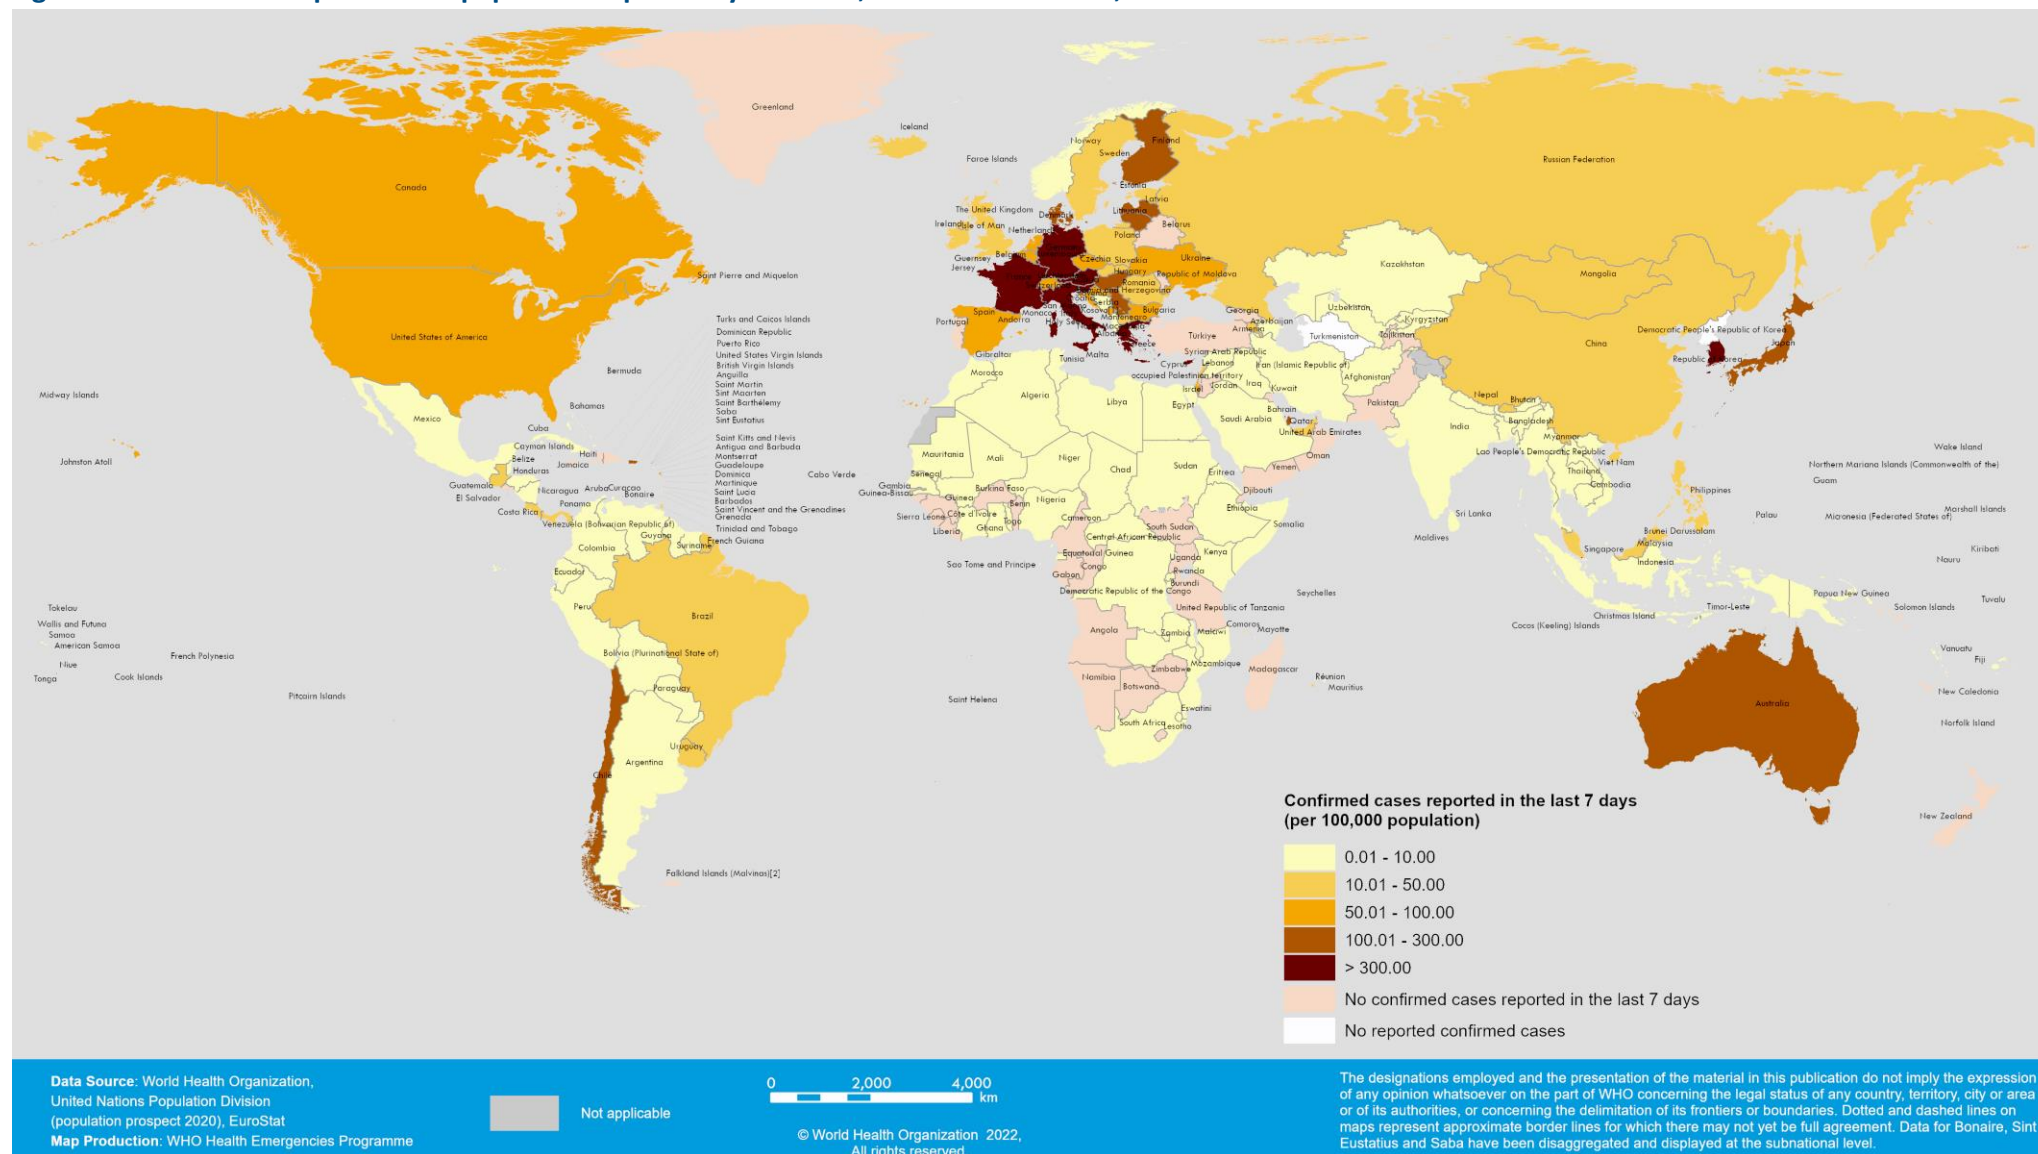 Greenland
Iceland
Faroe Islands
Norway
Sweden
Finland
Russian Federation
Canada
Estonia
Latvia
The United Kingdom
Denmark
Lithuania
Ireland
Isle of Man
Netherlands
Belarus
Poland
Guernsey
Belgium
Jersey
Czechia
Slovakia
Ukraine
Kazakhstan
Hungary
Republic of Moldova
Mongolia
Saint Pierre and Miquelon
Romania
Spain
Andorra
Monaco
Serbia
Bulgaria
Georgia
Uzbekistan
Kyrgyzstan
Portugal
Montenegro
Azerbaijan
Armenia
Turks and Caicos Islands
Dominican Republic
Puerto Rico
United States Virgin Islands
British Virgin Islands
Anguilla
Saint Martin
Sint Maarten
Saint Barthélemy
Saba
Sint Eustatius
United States of America
Türkiye
Turkmenistan
Tajikistan
Democratic People's Republic of Korea
China
Japan
Greece
Gibraltar
Tunisia
Malta
Syrian Arab Republic
Cyprus
Lebanon
Iran (Islamic Republic of)
Republic of Korea
Bermuda
Morocco
occupied Palestinian territory
Afghanistan
Israel
Jordan
Iraq
Kuwait
Midway Islands
Algeria
Libya
Egypt
Pakistan
Nepal
Bhutan
Bahamas
Bahrain
Mexico
Saudi Arabia
Qatar
Bangladesh
India
Cuba
United Arab Emirates
Myanmar
Saint Kitts and Nevis
Antigua and Barbuda
Montserrat
Guadeloupe
Dominica
Martinique
Saint Lucia
Barbados
Saint Vincent and the Grenadines
Grenada
Trinidad and Tobago
Cayman Islands
Haiti
Belize
Jamaica
Honduras
Johnston Atoll
Mauritania
Mali
Niger
Oman
Lao People's Democratic Republic
Wake Island
Viet Nam
Northern Mariana Islands (Commonwealth of the)
Cabo Verde
Senegal
Chad
Sudan
Eritrea
Yemen
Thailand
Guam
Guatemala
Nicaragua
Aruba
Curacao
Bonaire
Gambia
Guinea-Bissau
Burkina Faso
Cambodia
Philippines
El Salvador
Panama
Guinea
Benin
Nigeria
Djibouti
Costa Rica
Sierra Leone
Côte d'Ivoire
Togo
Ghana
Cameroon
Ethiopia
Sri Lanka
Palau
Micronesia (Federated States of)
Marshall Islands
Venezuela (Bolivarian Republic of)
Liberia
South Sudan
Somalia
Guyana
Suriname
French Guiana
Central African Republic
Maldives
Brunei Darussalam
Malaysia
Colombia
Equatorial Guinea
Uganda
Kenya
Singapore
Kiribati
Sao Tome and Principe
Gabon
Congo
Indonesia
Nauru
Ecuador
Rwanda
Burundi
Democratic Republic of the Congo
Seychelles
Papua New Guinea
Tokelau
Peru
Brazil
United Republic of Tanzania
Timor-Leste
Solomon Islands
Tuvalu
Wallis and Futuna
Christmas Island
Samoa
Angola
Comoros
Mayotte
Cocos (Keeling) Islands
American Samoa
Zambia
Malawi
French Polynesia
Bolivia (Plurinational State of)
Vanuatu
Niue
Mozambique
Fiji
Tonga
Cook Islands
Zimbabwe
Madagascar
Namibia
Botswana
Réunion
Mauritius
Pitcairn Islands
Paraguay
Saint Helena
New Caledonia
Eswatini
Australia
South Africa
Lesotho
Norfolk Island
Uruguay
Argentina
Chile
New Zealand
Falkland Islands (Malvinas)[2]
Confirmed cases reported in the last 7 days
(per 100,000 population)
0.01 - 10.00
10.01 - 50.00
50.01 - 100.00
100.01 - 300.00
> 300.00
No confirmed cases reported in the last 7 days
No reported confirmed cases
Data Source: World Health Organization,
United Nations Population Division
(population prospect 2020), EuroStat
Map Production: WHO Health Emergencies Programme
Not applicable
0 2,000 4,000
km
© World Health Organization 2022,
All rights reserved
The designations employed and the presentation of the material in this publication do not imply the expression
of any opinion whatsoever on the part of WHO concerning the legal status of any country, territory, city or area
or of its authorities, or concerning the delimitation of its frontiers or boundaries. Dotted and dashed lines on
maps represent approximate border lines for which there may not yet be full agreement. Data for Bonaire, Sint
Eustatius and Saba have been disaggregated and displayed at the subnational level.